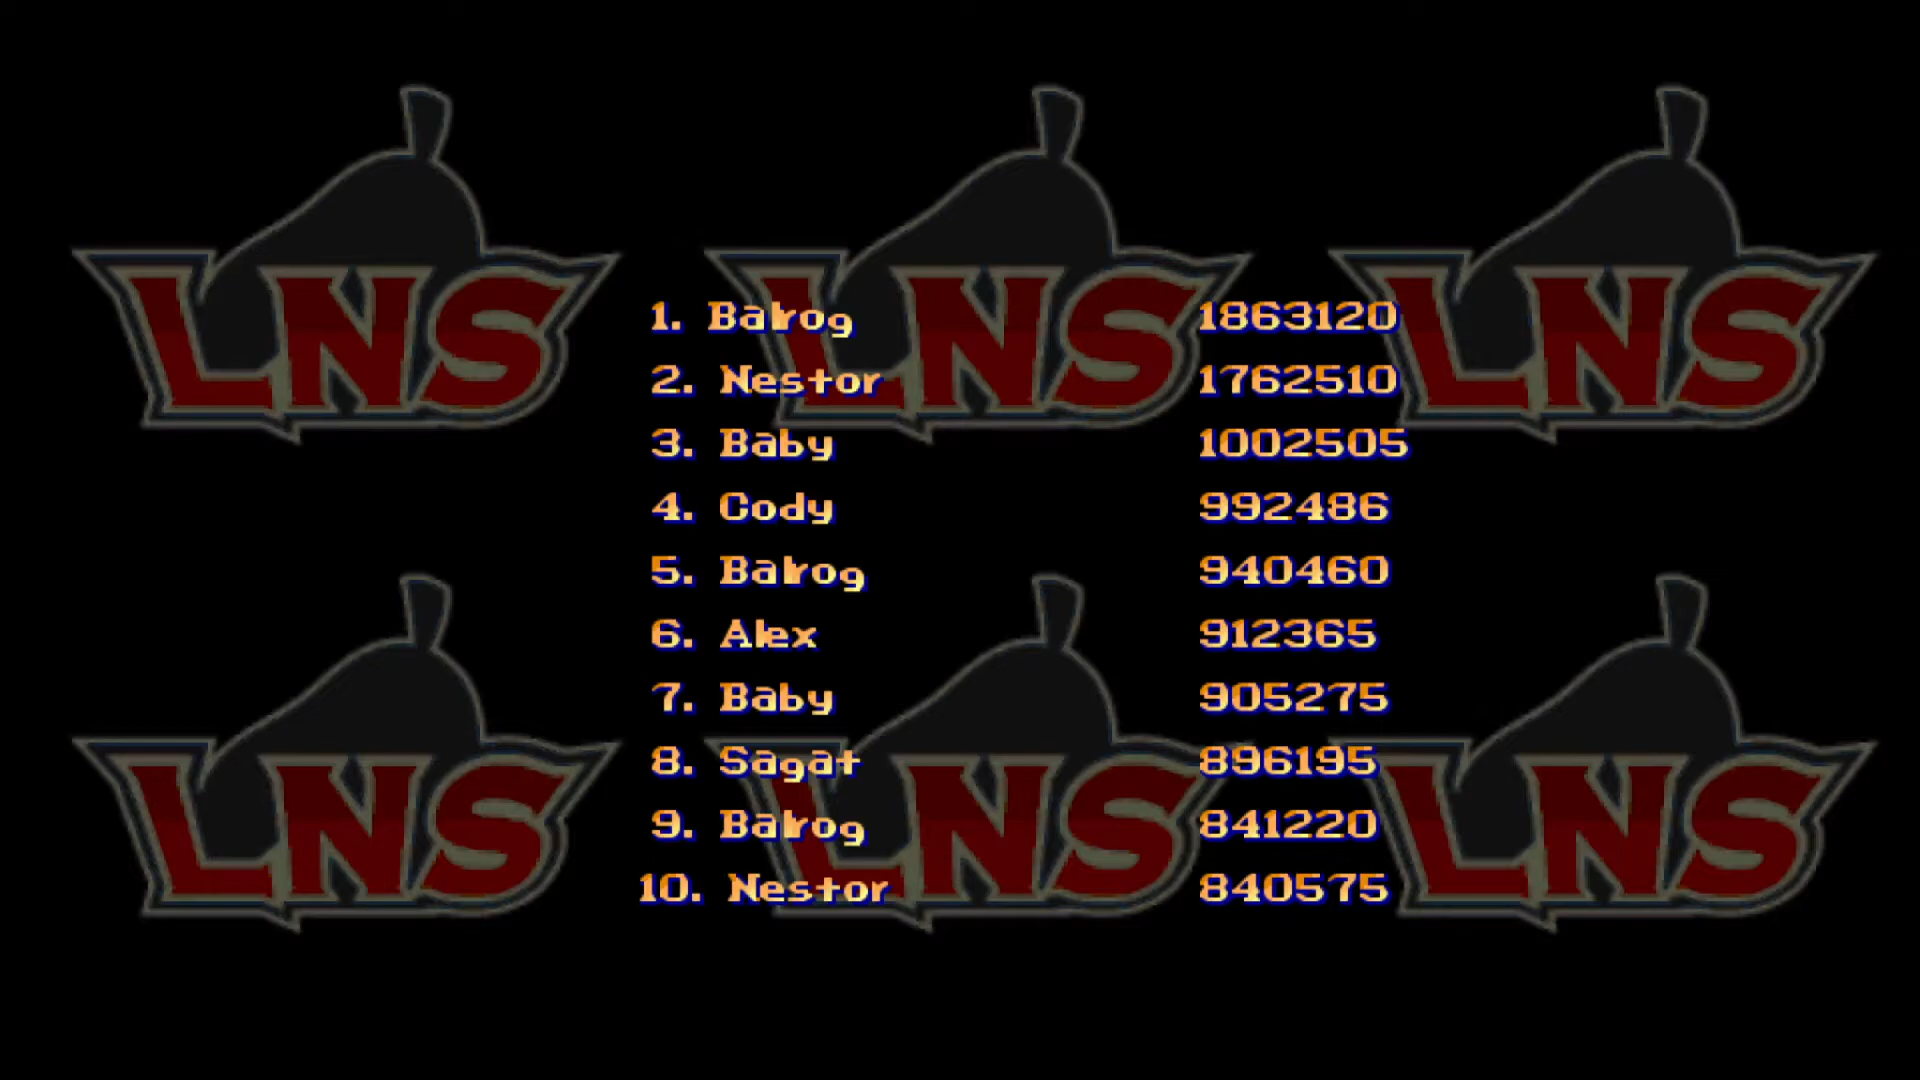 LNS LNS LNS
1. Balrog 1863120
2. Nestor 1762510
3. Baby 1002505
4. Cody 992486
5. Balrog 940460
6. Alex 912365
7. Baby 905275
8. Sagat 896195
9. Balrog 841220
10. Nestor 840575
LNS LNS LNS